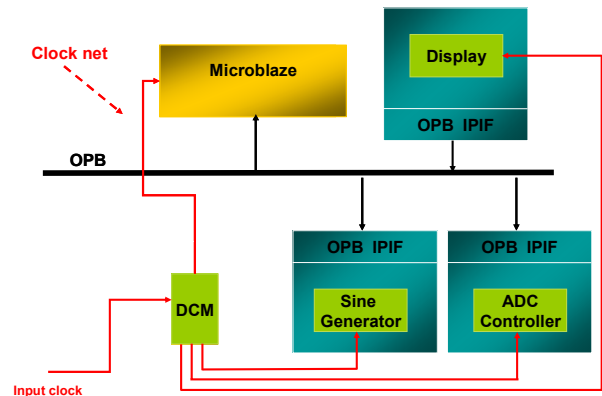 Clock net
Microblaze
Display
OPB IPIF
OPB
OPB IPIF
OPB IPIF
DCM
Sine
Generator
ADC
Controller
Input clock